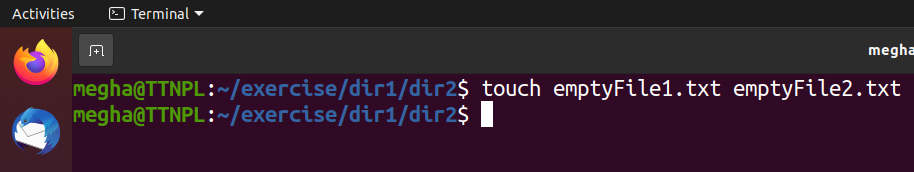 Activities Terminal
megha
megha@TTNPL:~/exercise/dir1/dir2$ touch emptyFile1.txt emptyFile2.txt
megha@TTNPL:~/exercise/dir1/dir2$